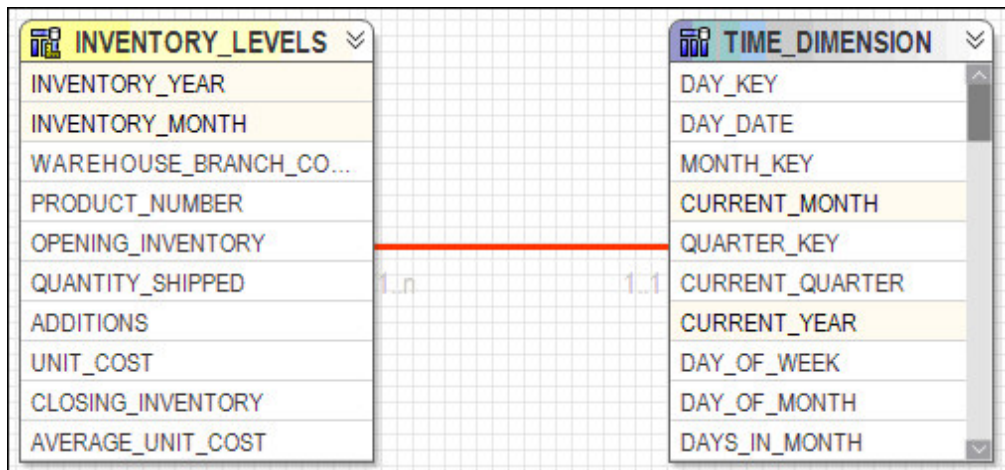 INVENTORY_LEVELS
INVENTORY_YEAR
INVENTORY_MONTH
WAREHOUSE_BRANCH_CO...
PRODUCT_NUMBER
OPENING_INVENTORY
QUANTITY_SHIPPED
ADDITIONS
UNIT_COST
CLOSING_INVENTORY
AVERAGE_UNIT_COST
1..n
1..1
TIME_DIMENSION
DAY_KEY
DAY_DATE
MONTH_KEY
CURRENT_MONTH
QUARTER_KEY
CURRENT_QUARTER
CURRENT_YEAR
DAY_OF_WEEK
DAY_OF_MONTH
DAYS_IN_MONTH